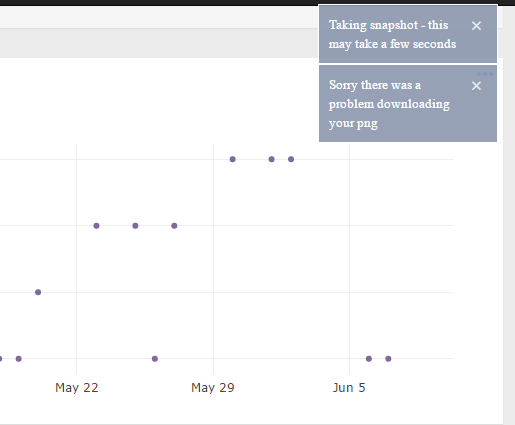 Taking snapshot - this
may take a few seconds
Sorry there was a
problem downloading
your png
May 22
May 29
Jun 5